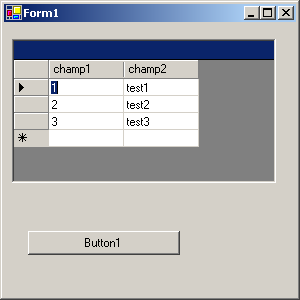 Form1
champ1 champ2
1 test1
2 test2
3 test3
*
Button1